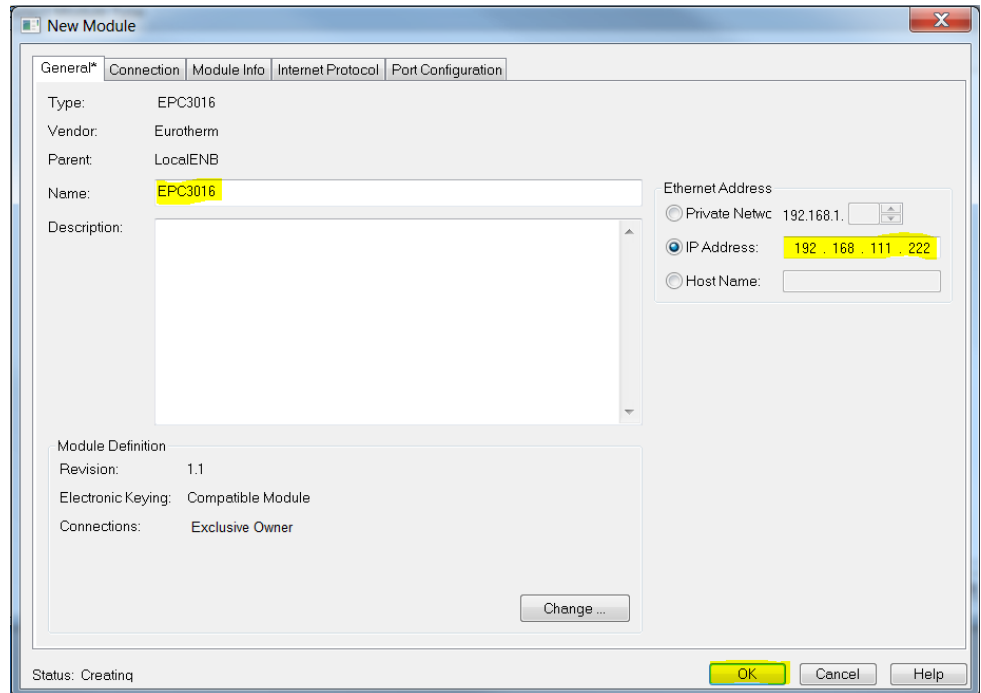 New Module
General* Connection Module Info Internet Protocol Port Configuration
Type: EPC3016
Vendor: Eurotherm
Parent: LocalENB
Name: EPC3016
Description:
Ethernet Address
Private Netwc 192.168.1.
IP Address: 192 . 168 . 111 . 222
Host Name:
Module Definition
Revision: 1.1
Electronic Keying: Compatible Module
Connections: Exclusive Owner
Change ...
Status: Creating
OK Cancel Help